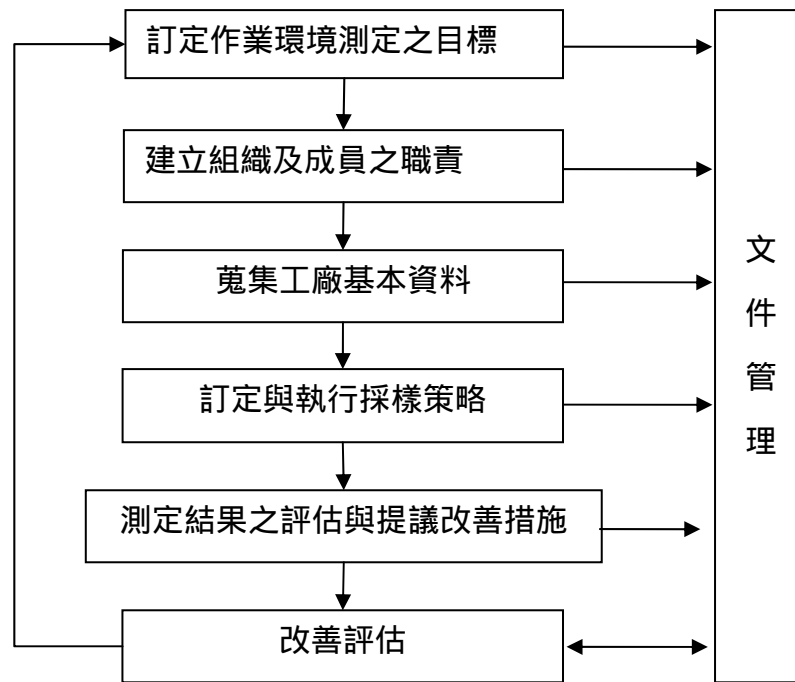 訂定作業環境測定之目標
建立組織及成員之職責
蒐集工廠基本資料
訂定與執行採樣策略
測定結果之評估與提議改善措施
改善評估
文件管理